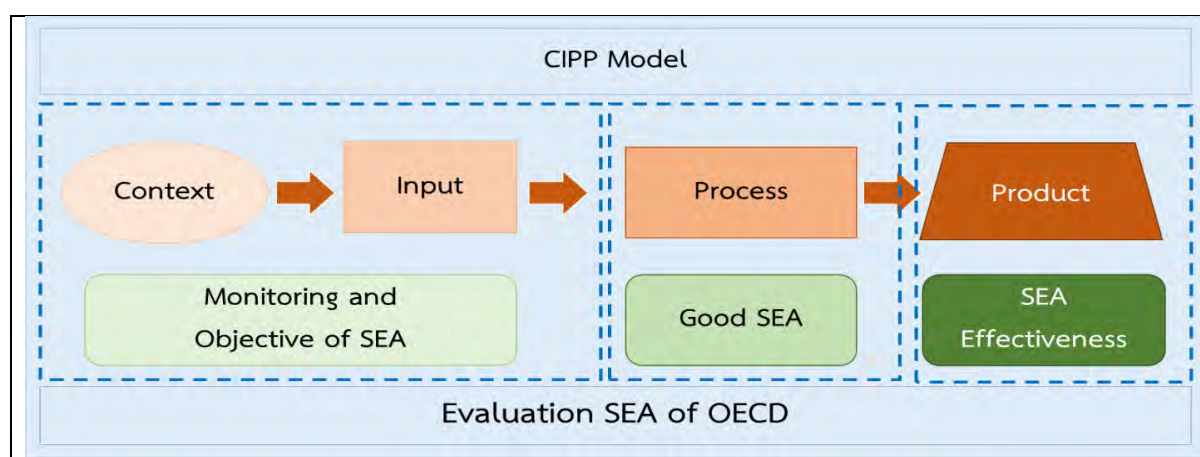 CIPP Model
Context
Input
Process
Product
Monitoring and
Objective of SEA
Good SEA
SEA
Effectiveness
Evaluation SEA of OECD